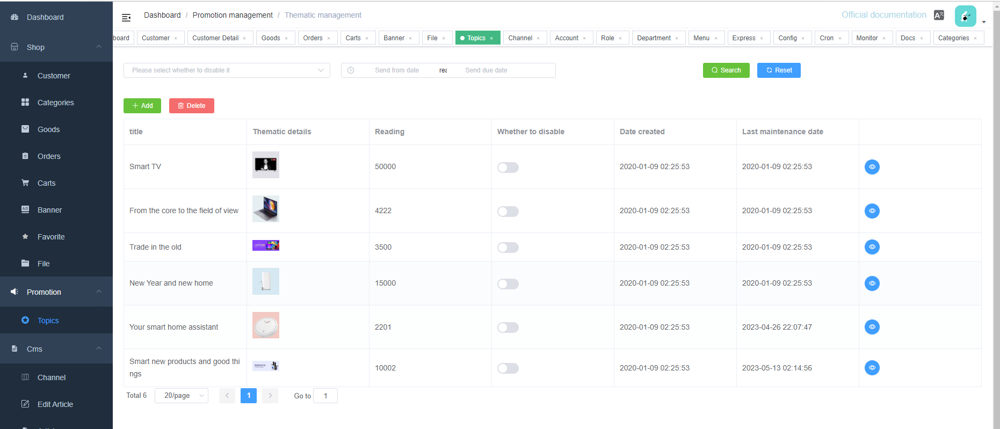 Dashboard
Shop
Customer
Categories
Goods
Orders
Carts
Banner
Favorite
File
Promotion
Topics
Cms
Channel
Edit Article
Dashboard / Promotion management / Thematic management
Official documentation
board Customer × Customer Detail × Goods × Orders × Carts × Banner × File × Topics × Channel × Account × Role × Department × Menu × Express × Config × Cron × Monitor × Docs × Categories ×
Please select whether to disable it
Send from date rea Send due date
Search Reset
Add Delete
title Thematic details Reading Whether to disable Date created Last maintenance date
Smart TV 50000 2020-01-09 02:25:53 2020-01-09 02:25:53
From the core to the field of view 4222 2020-01-09 02:25:53 2020-01-09 02:25:53
Trade in the old 3500 2020-01-09 02:25:53 2020-01-09 02:25:53
New Year and new home 15000 2020-01-09 02:25:53 2020-01-09 02:25:53
Your smart home assistant 2201 2020-01-09 02:25:53 2023-04-26 22:07:47
Smart new products and good thi
ngs 10002 2020-01-09 02:25:53 2023-05-13 02:14:56
Total 6 20/page 1 Go to 1